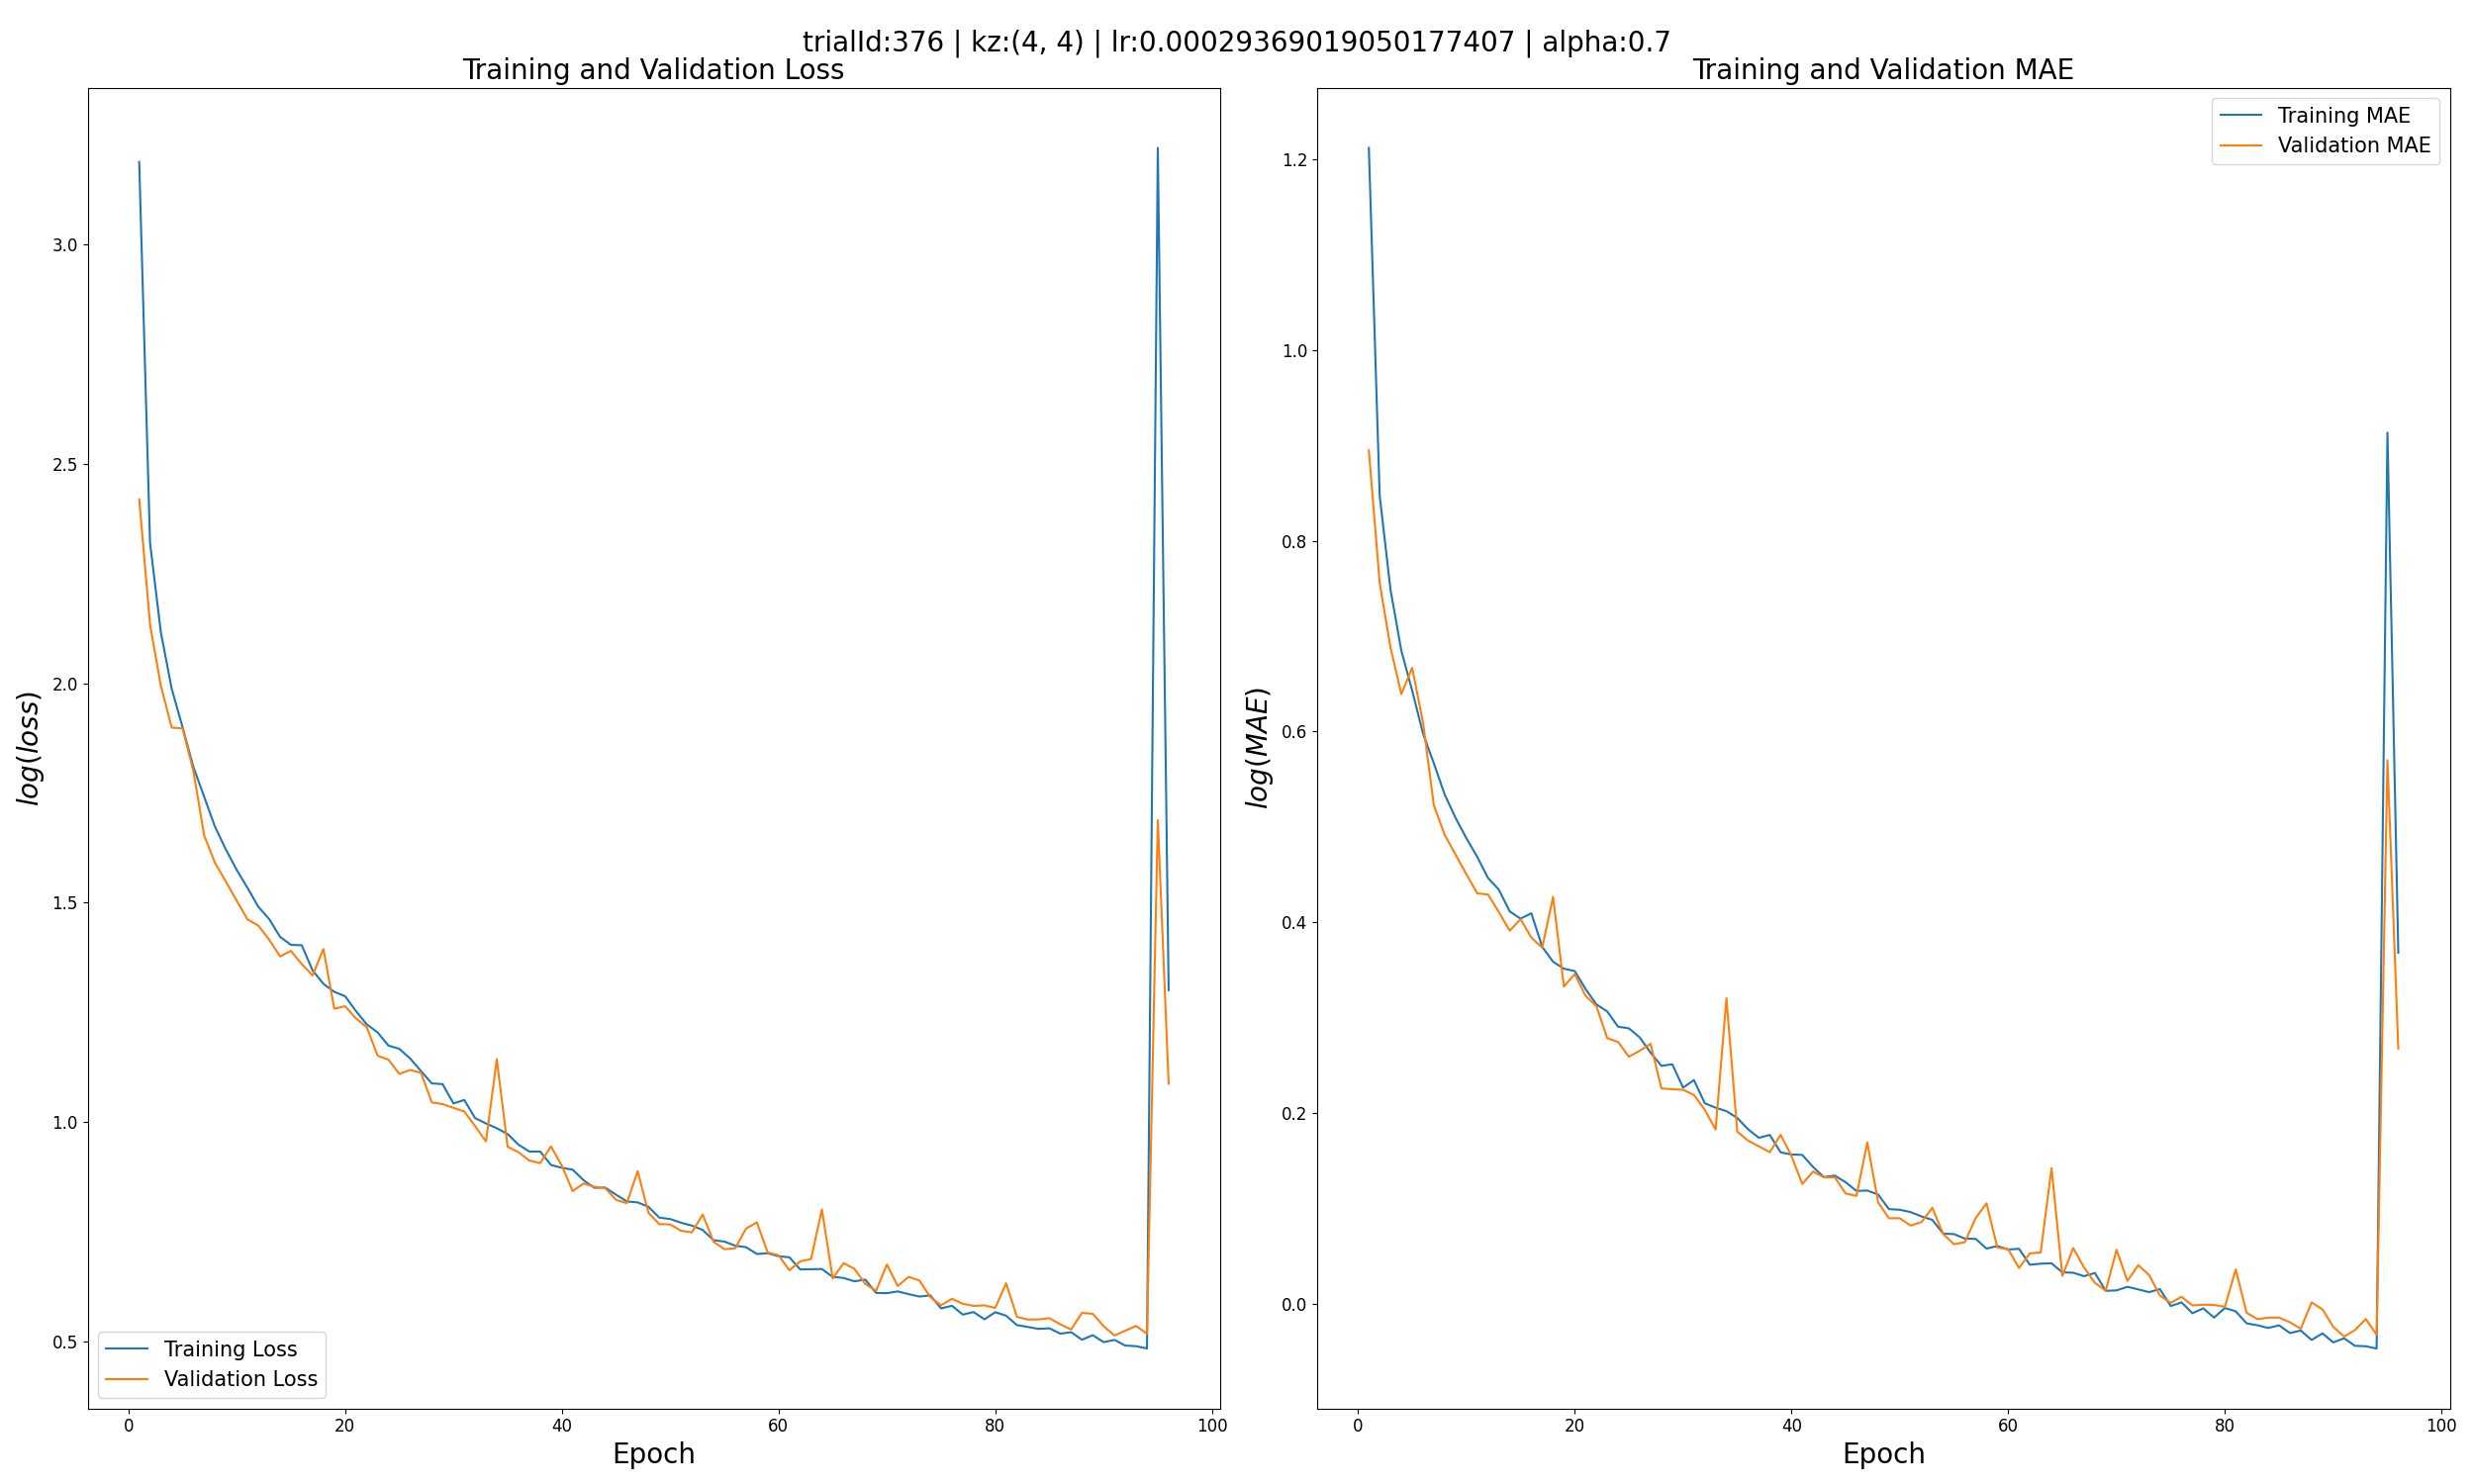 trialId:376 | kz:(4, 4) | lr:0.00029369019050177407 | alpha:0.7
Training and Validation Loss
log(loss)
3.0
2.5
2.0
1.5
1.0
0.5
Training Loss
Validation Loss
0 20 40 60 80 100
Epoch
Training and Validation MAE
log(MAE)
Training MAE
Validation MAE
1.2
1.0
0.8
0.6
0.4
0.2
0.0
0 20 40 60 80 100
Epoch